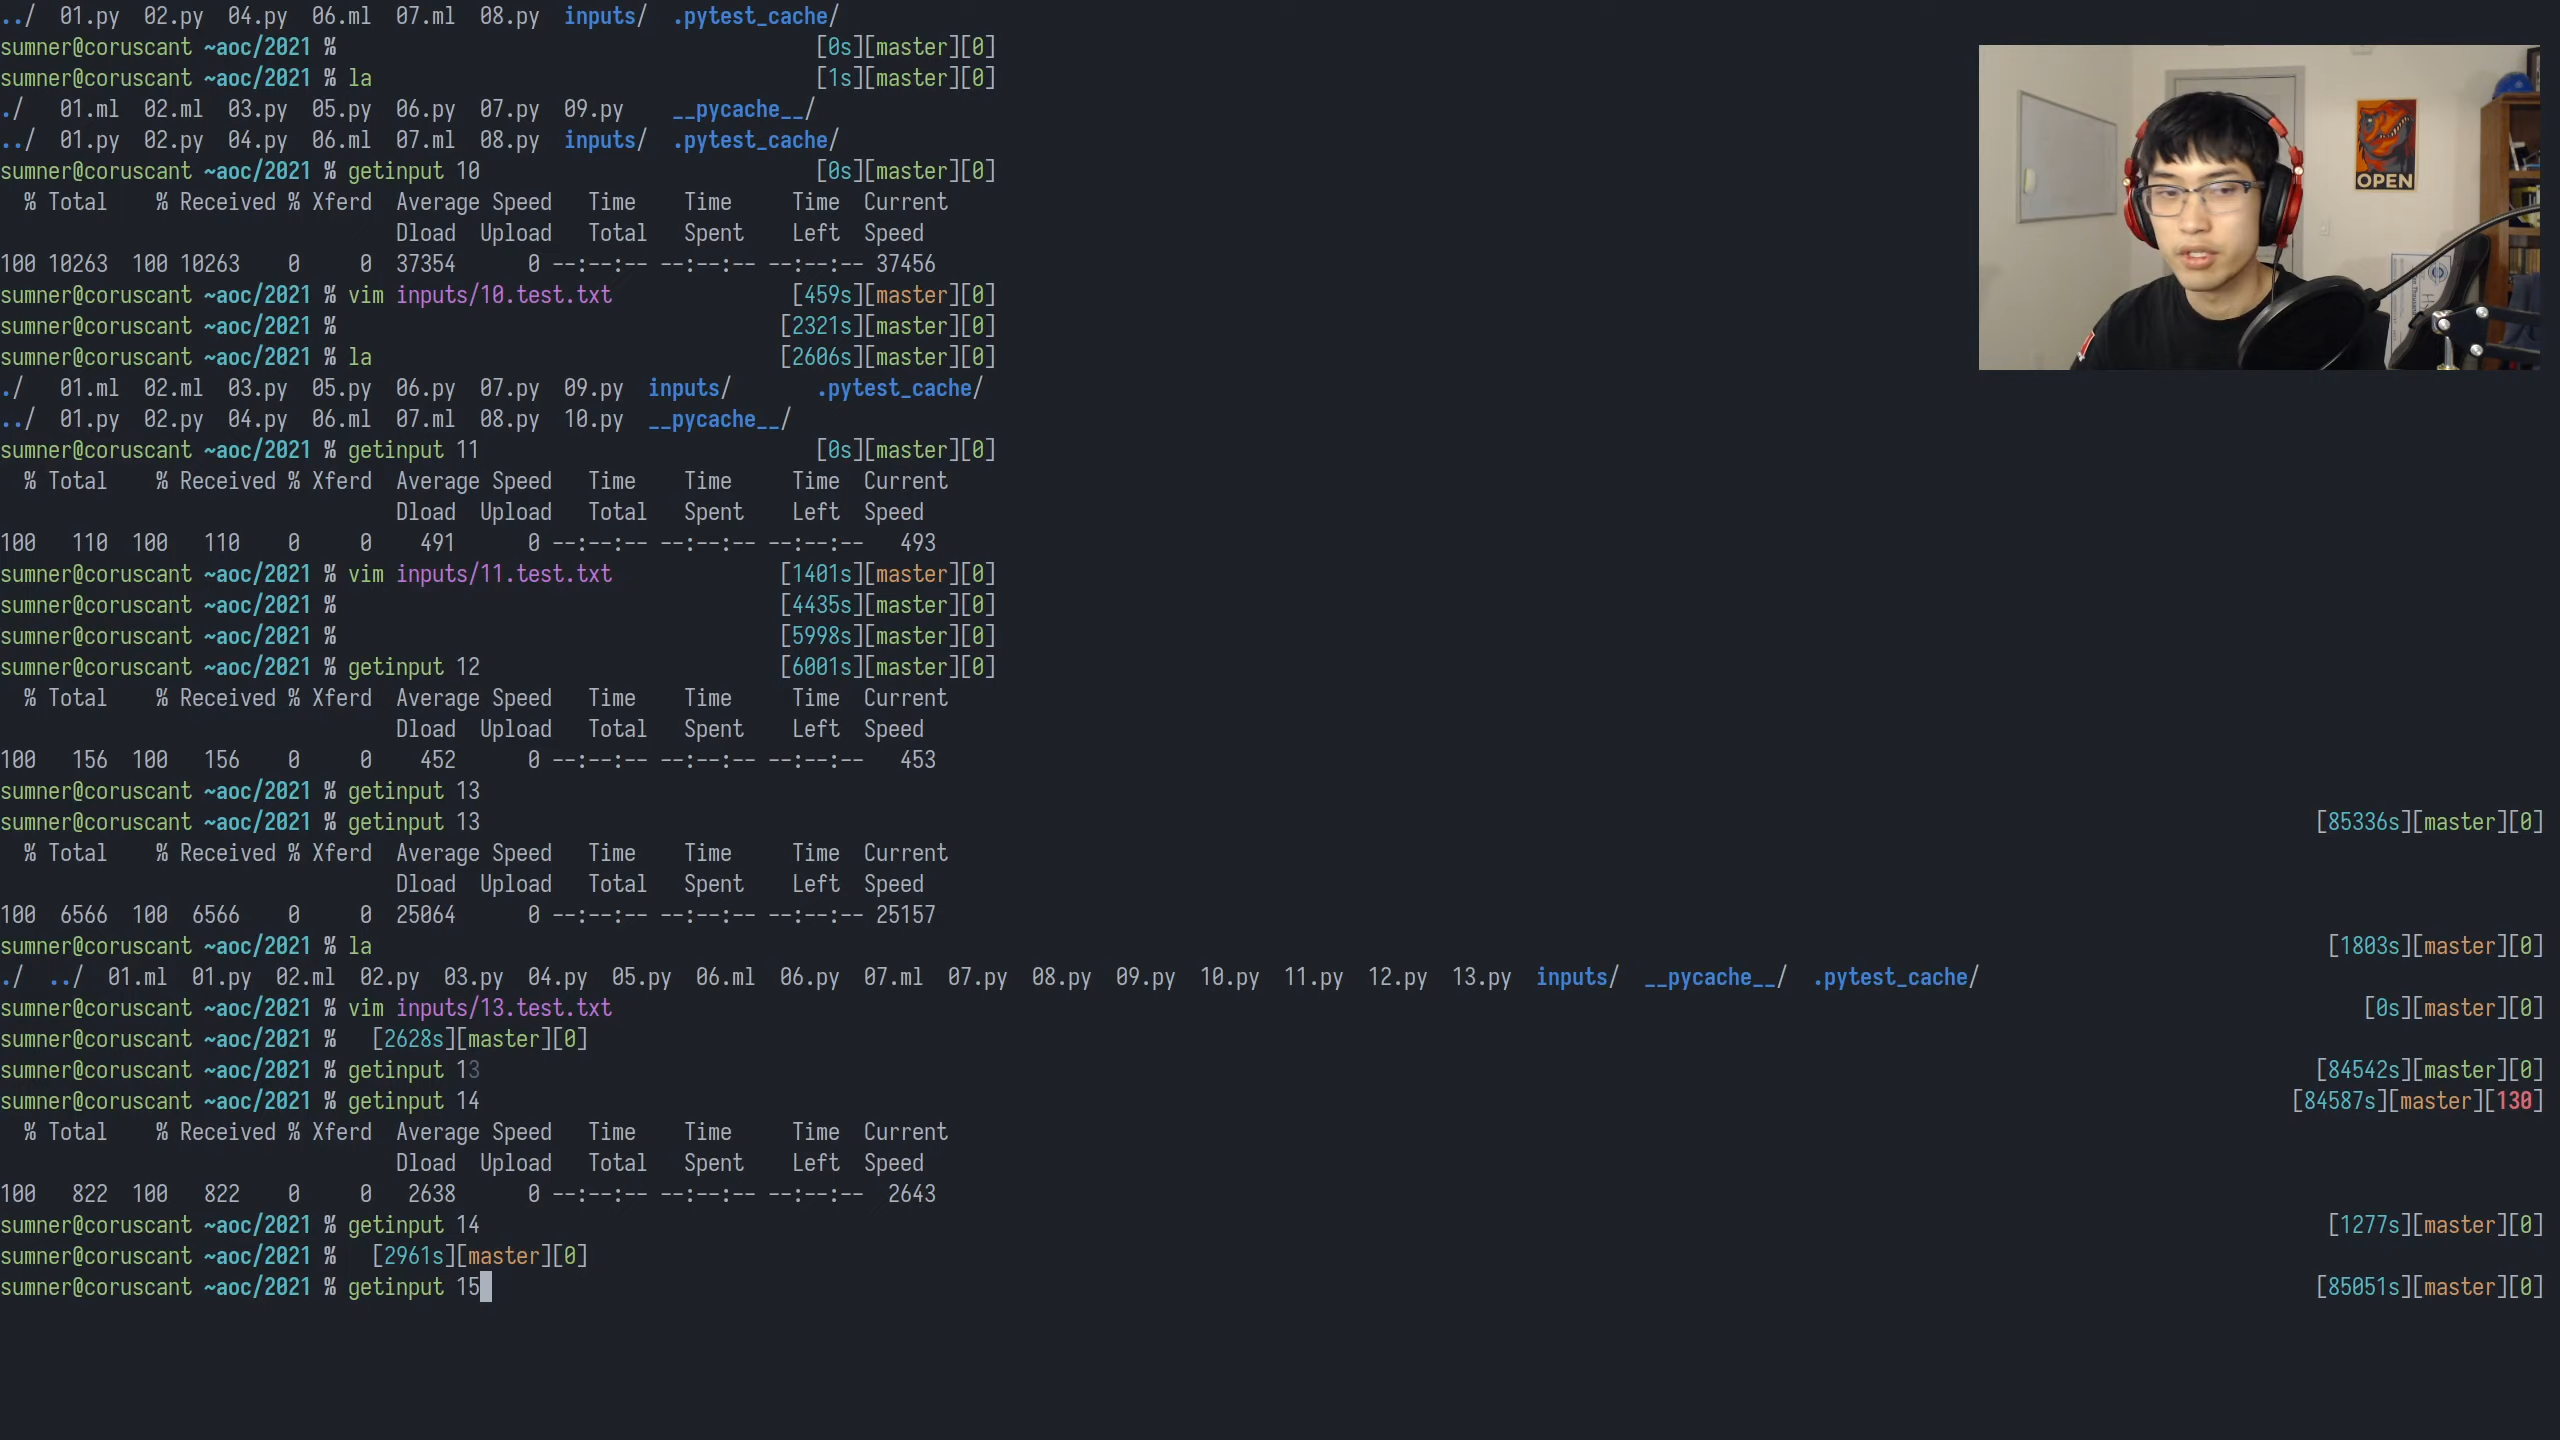 ../  01.py  02.py  04.py  06.ml  07.ml  08.py  inputs/  .pytest_cache/
sumner@coruscant ~aoc/2021 % [0s][master][0]
sumner@coruscant ~aoc/2021 % la [1s][master][0]
./   01.ml  02.ml  03.py  05.py  06.py  07.py  09.py    __pycache__/
../  01.py  02.py  04.py  06.ml  07.ml  08.py  inputs/  .pytest_cache/
sumner@coruscant ~aoc/2021 % getinput 10 [0s][master][0]
% Total    % Received % Xferd  Average Speed   Time    Time     Time  Current
Dload  Upload   Total   Spent    Left  Speed
100 10263  100 10263    0     0  37354      0 --:--:-- --:--:-- --:--:-- 37456
sumner@coruscant ~aoc/2021 % vim inputs/10.test.txt [459s][master][0]
sumner@coruscant ~aoc/2021 % [2321s][master][0]
sumner@coruscant ~aoc/2021 % la [2606s][master][0]
./   01.ml  02.ml  03.py  05.py  06.py  07.py  09.py  inputs/       .pytest_cache/
../  01.py  02.py  04.py  06.ml  07.ml  08.py  10.py  __pycache__/
sumner@coruscant ~aoc/2021 % getinput 11 [0s][master][0]
% Total    % Received % Xferd  Average Speed   Time    Time     Time  Current
Dload  Upload   Total   Spent    Left  Speed
100   110  100   110    0     0    491      0 --:--:-- --:--:-- --:--:--   493
sumner@coruscant ~aoc/2021 % vim inputs/11.test.txt [1401s][master][0]
sumner@coruscant ~aoc/2021 % [4435s][master][0]
sumner@coruscant ~aoc/2021 % [5998s][master][0]
sumner@coruscant ~aoc/2021 % getinput 12 [6001s][master][0]
% Total    % Received % Xferd  Average Speed   Time    Time     Time  Current
Dload  Upload   Total   Spent    Left  Speed
100   156  100   156    0     0    452      0 --:--:-- --:--:-- --:--:--   453
sumner@coruscant ~aoc/2021 % getinput 13
sumner@coruscant ~aoc/2021 % getinput 13 [85336s][master][0]
% Total    % Received % Xferd  Average Speed   Time    Time     Time  Current
Dload  Upload   Total   Spent    Left  Speed
100  6566  100  6566    0     0  25064      0 --:--:-- --:--:-- --:--:-- 25157
sumner@coruscant ~aoc/2021 % la [1803s][master][0]
./  ../  01.ml  01.py  02.ml  02.py  03.py  04.py  05.py  06.ml  06.py  07.ml  07.py  08.py  09.py  10.py  11.py  12.py  13.py  inputs/  __pycache__/  .pytest_cache/
sumner@coruscant ~aoc/2021 % vim inputs/13.test.txt [0s][master][0]
sumner@coruscant ~aoc/2021 % [2628s][master][0]
sumner@coruscant ~aoc/2021 % getinput 13 [84542s][master][0]
sumner@coruscant ~aoc/2021 % getinput 14 [84587s][master][130]
% Total    % Received % Xferd  Average Speed   Time    Time     Time  Current
Dload  Upload   Total   Spent    Left  Speed
100   822  100   822    0     0   2638      0 --:--:-- --:--:-- --:--:--  2643
sumner@coruscant ~aoc/2021 % getinput 14 [1277s][master][0]
sumner@coruscant ~aoc/2021 % [2961s][master][0]
sumner@coruscant ~aoc/2021 % getinput 15 [85051s][master][0]
OPEN